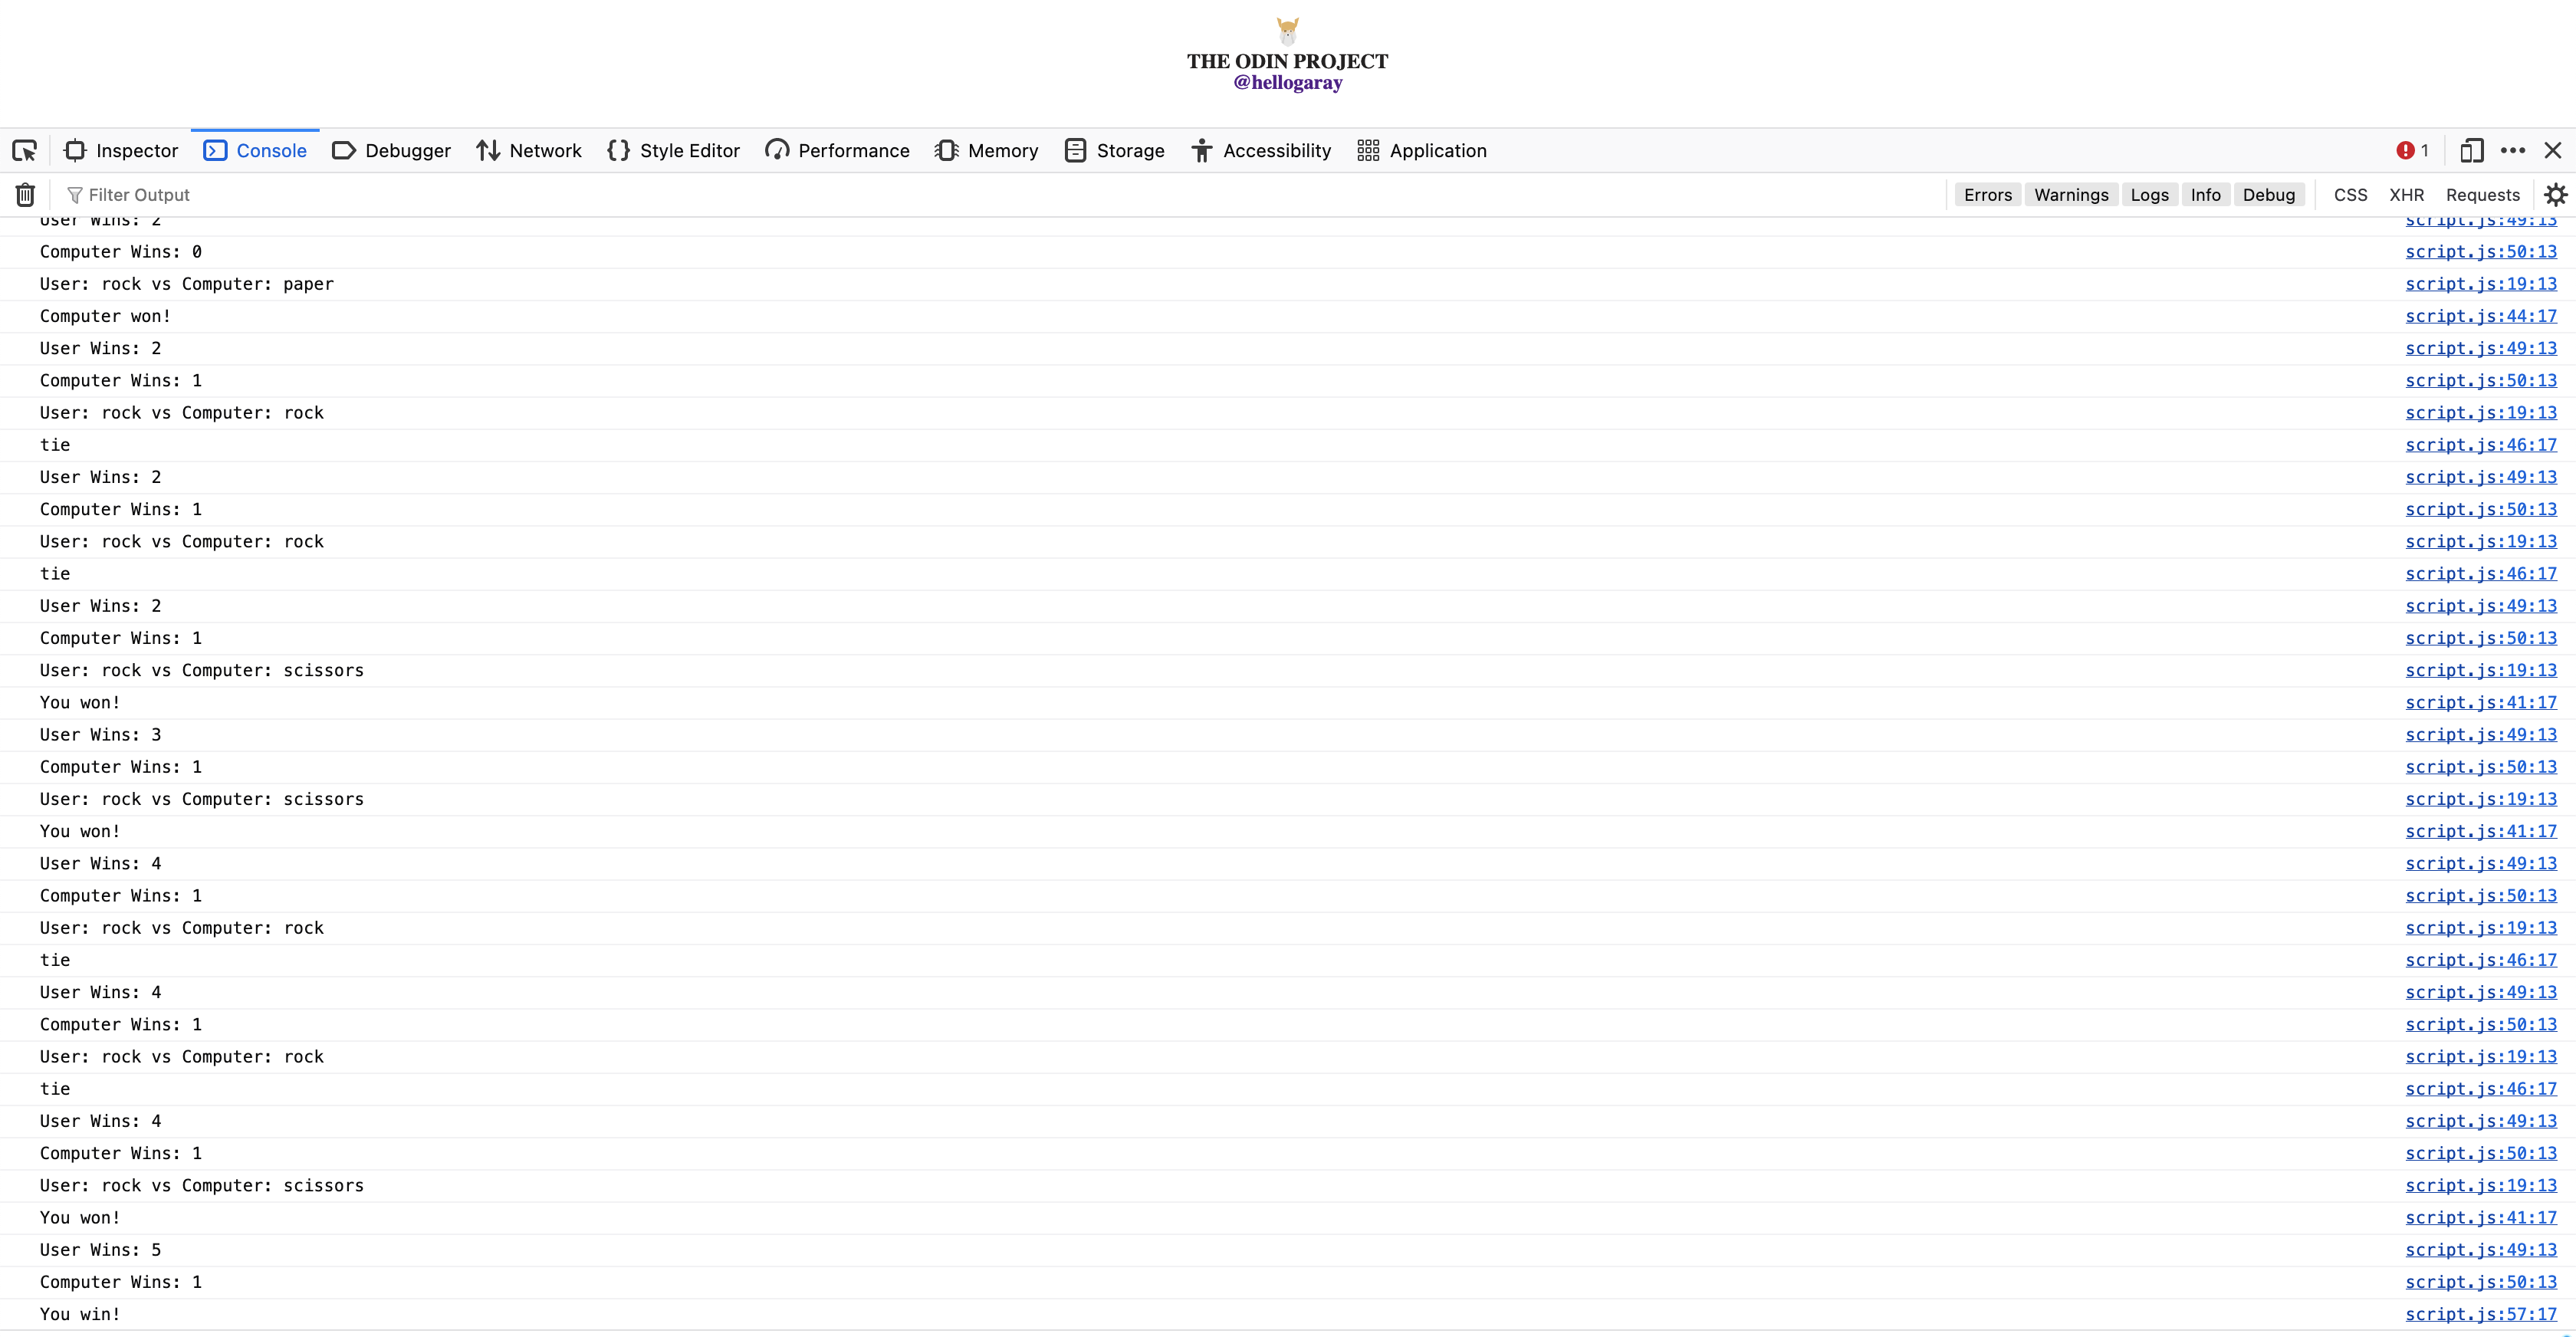 THE ODIN PROJECT
@hellogaray
Inspector Console Debugger Network Style Editor Performance Memory Storage Accessibility Application 1
Filter Output Errors Warnings Logs Info Debug CSS XHR Requests
User Wins: 2 script.js:49:13
Computer Wins: 0 script.js:50:13
User: rock vs Computer: paper script.js:19:13
Computer won! script.js:44:17
User Wins: 2 script.js:49:13
Computer Wins: 1 script.js:50:13
User: rock vs Computer: rock script.js:19:13
tie script.js:46:17
User Wins: 2 script.js:49:13
Computer Wins: 1 script.js:50:13
User: rock vs Computer: rock script.js:19:13
tie script.js:46:17
User Wins: 2 script.js:49:13
Computer Wins: 1 script.js:50:13
User: rock vs Computer: scissors script.js:19:13
You won! script.js:41:17
User Wins: 3 script.js:49:13
Computer Wins: 1 script.js:50:13
User: rock vs Computer: scissors script.js:19:13
You won! script.js:41:17
User Wins: 4 script.js:49:13
Computer Wins: 1 script.js:50:13
User: rock vs Computer: rock script.js:19:13
tie script.js:46:17
User Wins: 4 script.js:49:13
Computer Wins: 1 script.js:50:13
User: rock vs Computer: rock script.js:19:13
tie script.js:46:17
User Wins: 4 script.js:49:13
Computer Wins: 1 script.js:50:13
User: rock vs Computer: scissors script.js:19:13
You won! script.js:41:17
User Wins: 5 script.js:49:13
Computer Wins: 1 script.js:50:13
You win! script.js:57:17